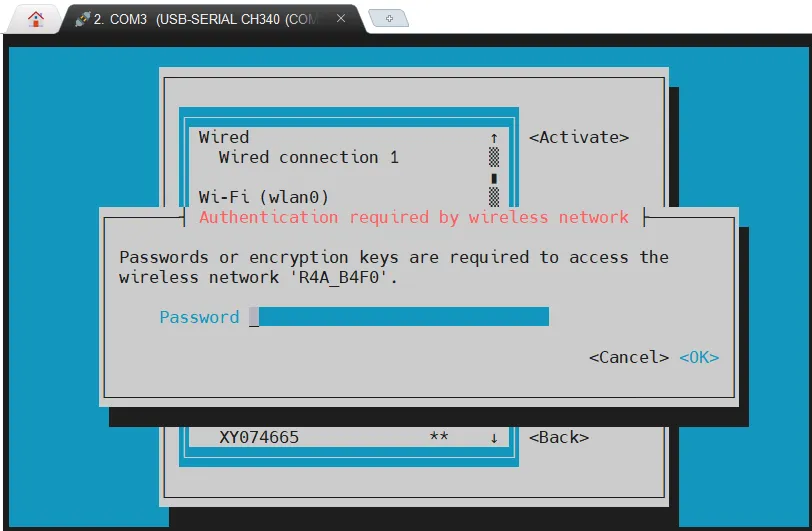 2. COM3 (USB-SERIAL CH340 (COM
Wired ↑ <Activate>
Wired connection 1
Wi-Fi (wlan0)
Authentication required by wireless network
Passwords or encryption keys are required to access the
wireless network 'R4A_B4F0'.
Password _
<Cancel> <OK>
XY074665 ** ↓ <Back>